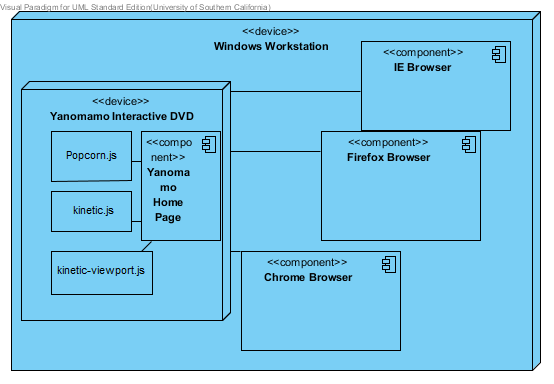 Visual Paradigm for UML Standard Edition(University of Southern California)
<<device>>
Windows Workstation
<<component>>
IE Browser
<<device>>
Yanomamo Interactive DVD
Popcorn.js
kinetic.js
kinetic-viewport.js
<<compo
nent>>
Yanoma
mo
Home
Page
<<component>>
Firefox Browser
<<component>>
Chrome Browser